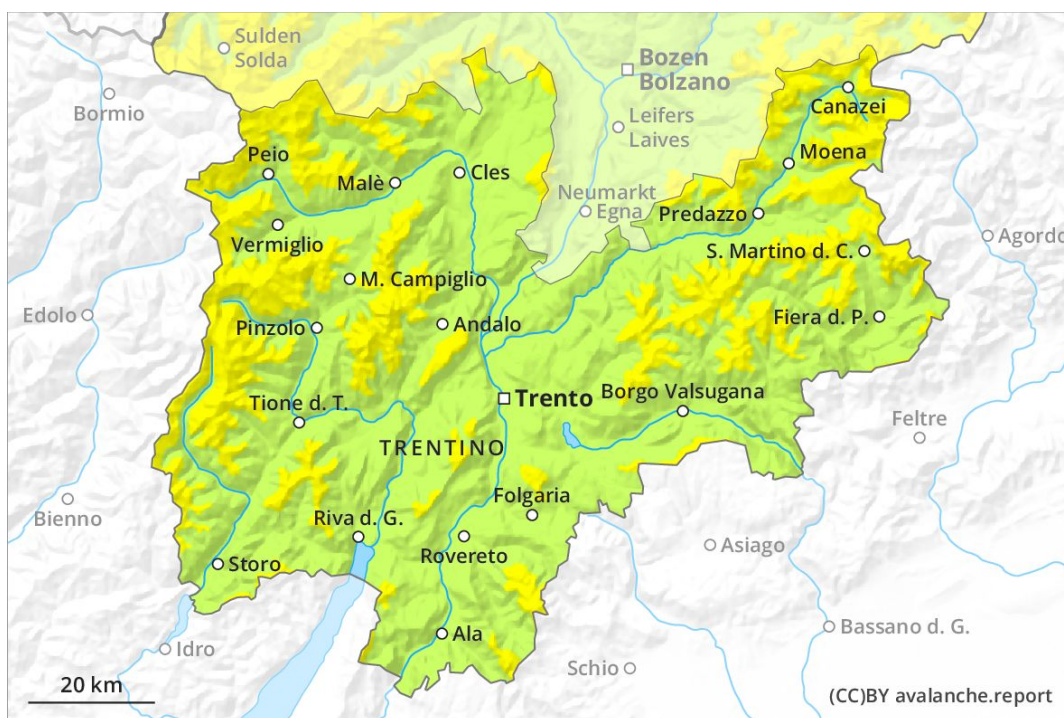 Sulden
Solda
Bozen
Bolzano
Bormio
Canazei
Leifers
Laives
Peio
Moena
Malè
Cles
Neumarkt
Egna
Predazzo
Vermiglio
Agordo
S. Martino d. C.
M. Campiglio
Edolo
Pinzolo
Andalo
Fiera d. P.
Trento
Borgo Valsugana
Tione d. T.
Feltre
TRENTINO
Bienno
Folgaria
Riva d. G.
Rovereto
Asiago
Storo
Ala
Bassano d. G.
Idro
Schio
20 km
(CC)BY avalanche.report